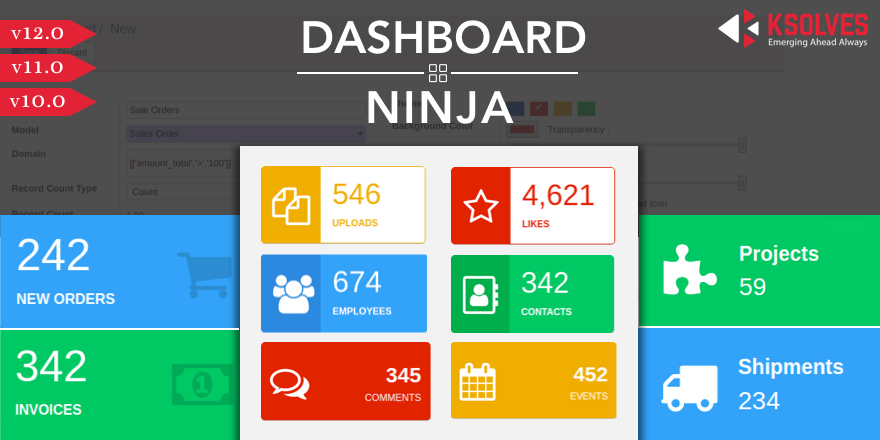 v12.0
v11.0
v10.0
DASHBOARD
NINJA
KSOLVES
Emerging Ahead Always
/ New
Discard
Sale Orders
Model
Sales Order
Domain
[['amount_total','>','100']]
Record Count Type
Count
Record Count
Background Color
Transparency :
Icon
242
NEW ORDERS
342
INVOICES
546
UPLOADS
4,621
LIKES
674
EMPLOYEES
342
CONTACTS
345
COMMENTS
452
EVENTS
Projects
59
Shipments
234